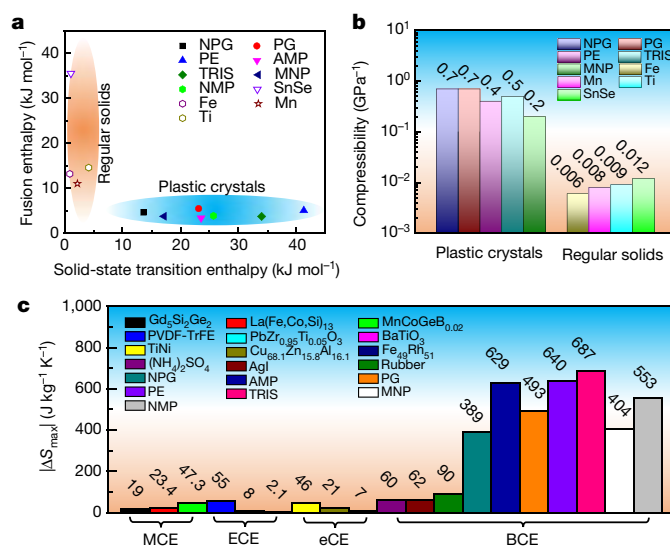 a
Fusion enthalpy (kJ mol⁻¹)
40
30
20
10
0
0 10 20 30 40
Solid-state transition enthalpy (kJ mol⁻¹)
Regular solids
Plastic crystals
NPG PG
PE AMP
TRIS MNP
NMP SnSe
Fe Mn
Ti
b
Compressibility (GPa⁻¹)
10¹
10⁰
10⁻¹
10⁻²
10⁻³
NPG PG
PE TRIS
MNP Fe
Mn Ti
SnSe
0.7 0.7 0.4 0.5 0.2
0.006 0.008 0.009 0.012
Plastic crystals Regular solids
c
|ΔSmax| (J kg⁻¹ K⁻¹)
1,000
800
600
400
200
0
Gd₅Si₂Ge₂ La(Fe,Co,Si)₁₃ MnCoGeB₀.₀₂
PVDF-TrFE PbZr₀.₉₅Ti₀.₀₅O₃ BaTiO₃
TiNi Cu₆₈.₁Zn₁₅.₈Al₁₆.₁ Fe₄₉Rh₅₁
(NH₄)₂SO₄ AgI Rubber
NPG AMP PG
PE TRIS MNP
NMP
19 23.4 47.3 55 8 2.1 46 21 7 60 62 90 389 629 493 640 687 404 553
MCE ECE eCE BCE